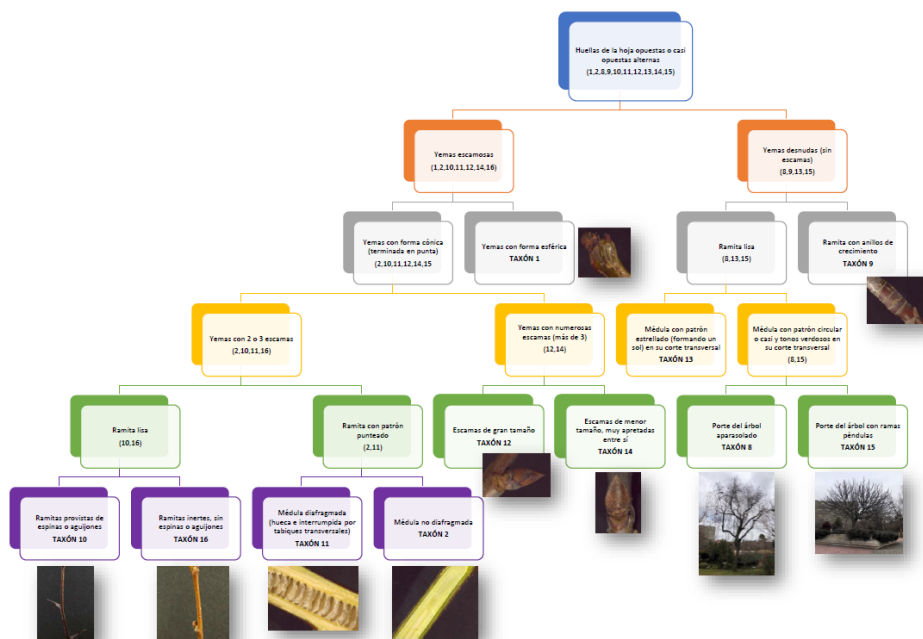 Huellas de la hoja opuestas o casi
opuestas alternas
(1,2,8,9,10,11,12,13,14,15)
Yemas escamosas
(1,2,10,11,12,14,16)
Yemas desnudas (sin
escamas)
(8,9,13,15)
Yemas con forma cónica
(terminada en punta)
(2,10,11,12,14,15
Yemas con forma esférica
TAXÓN 1
Ramita lisa
(8,13,15)
Ramita con anillos de
crecimiento
TAXÓN 9
Yemas con 2 o 3 escamas
(2,10,11,16)
Yemas con numerosas
escamas (más de 3)
(12,14)
Médula con patrón
estrellado (formando un
sol) en su corte transversal
TAXÓN 13
Médula con patrón circular
o casi y tonos verdosos en
su corte transversal
(8,15)
Ramita lisa
(10,16)
Ramita con patrón
punteado
(2,11)
Escamas de gran tamaño
TAXÓN 12
Escamas de menor
tamaño, muy apretadas
entre sí
TAXÓN 14
Porte del árbol
aparasolado
TAXÓN 8
Porte del árbol con ramas
péndulas
TAXÓN 15
Ramitas provistas de
espinas o aguijones
TAXÓN 10
Ramitas inertes, sin
espinas o aguijones
TAXÓN 16
Médula diafragmada
(hueca e interrumpida por
tabiques transversales)
TAXÓN 11
Médula no diafragmada
TAXÓN 2